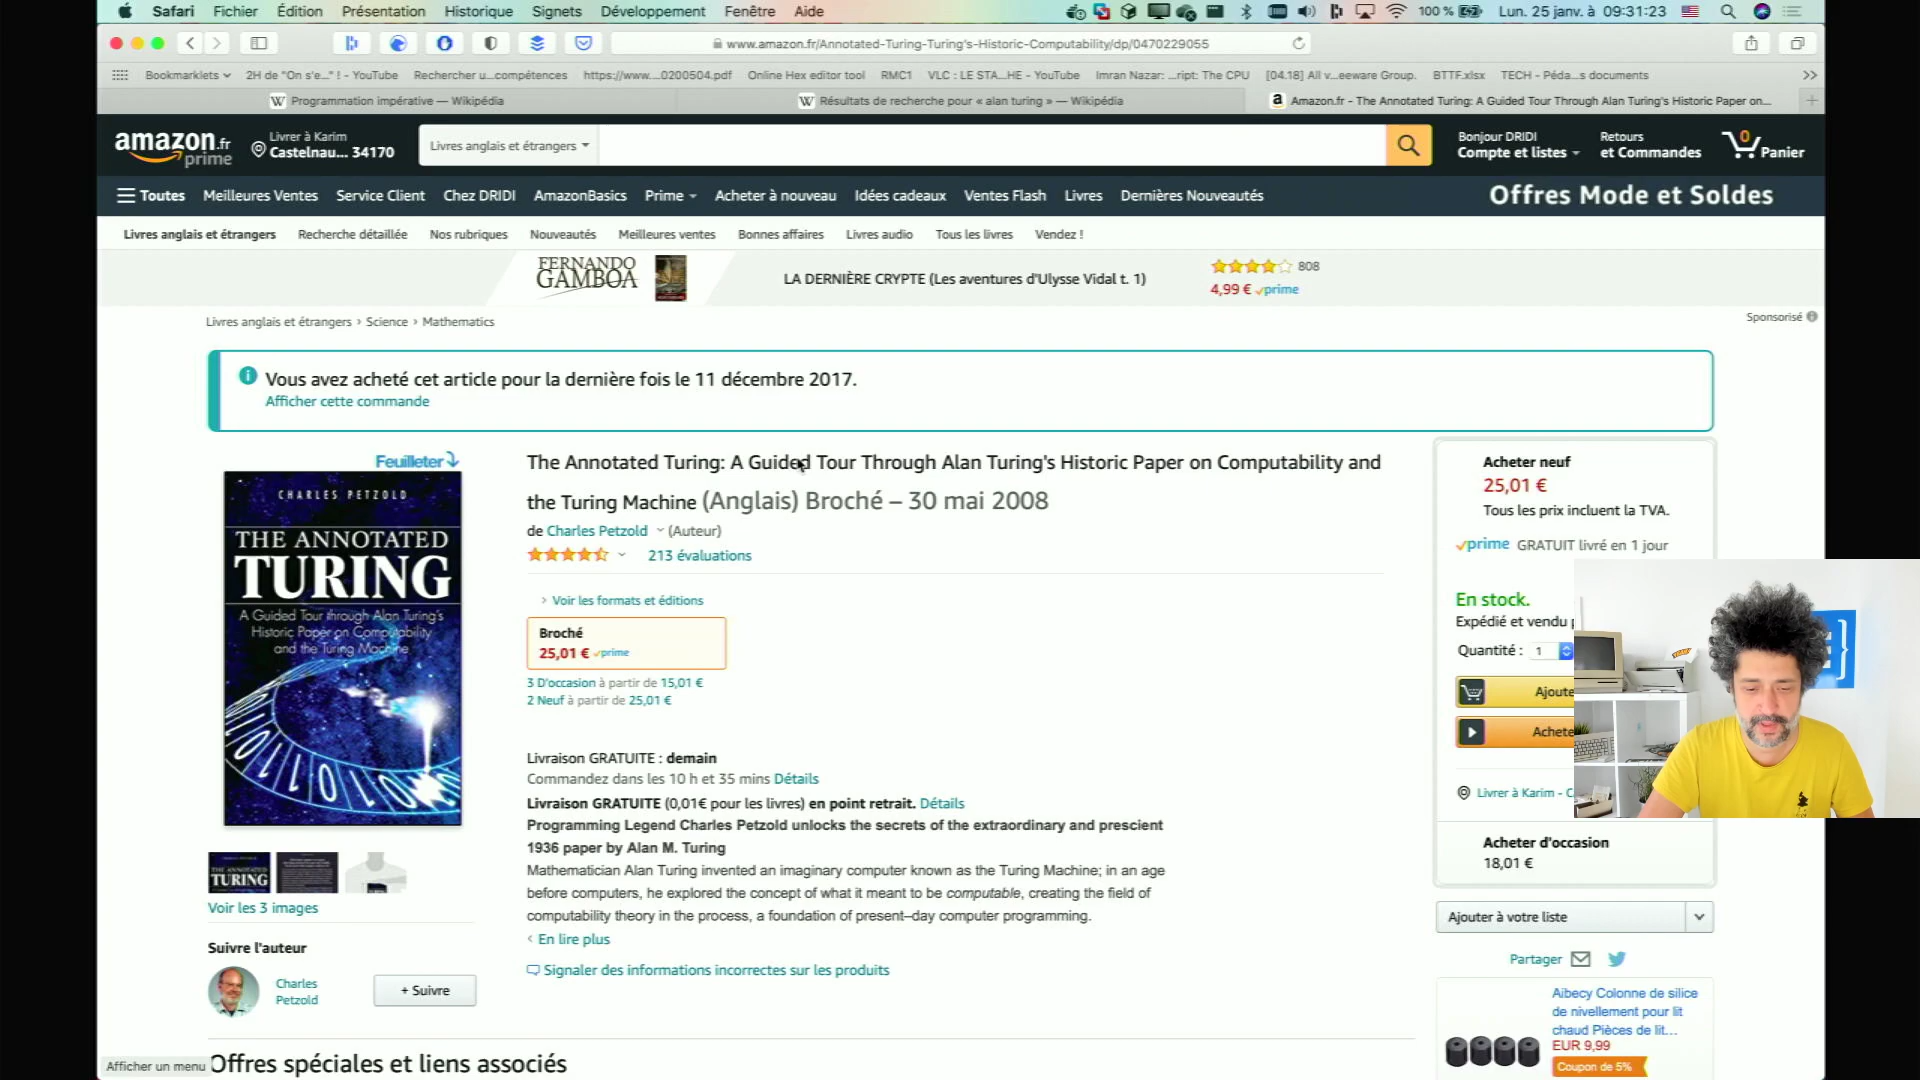 Safari Fichier Édition Présentation Historique Signets Développement Fenêtre Aide 100 % Lun. 25 janv. à 09:31:23
www.amazon.fr/Annotated-Turing-Turing's-Historic-Computability/dp/0470229055
Bookmarklets 2H de "On s'e..." ! - YouTube Rechercher u...compétences https://www....0200504.pdf Online Hex editor tool RMC1 VLC : LE STA...HE - YouTube Imran Nazar: ...ript: The CPU [04.18] All v...eeware Group. BTTF.xlsx TECH - Péda...s documents
W Programmation impérative — Wikipédia W Résultats de recherche pour « alan turing » — Wikipédia a Amazon.fr - The Annotated Turing: A Guided Tour Through Alan Turing's Historic Paper on...
amazon.fr prime
Livrer à Karim
Castelnau... 34170
Livres anglais et étrangers
Bonjour DRIDI
Compte et listes
Retours
et Commandes
0
Panier
Toutes Meilleures Ventes Service Client Chez DRIDI AmazonBasics Prime Acheter à nouveau Idées cadeaux Ventes Flash Livres Dernières Nouveautés Offres Mode et Soldes
Livres anglais et étrangers Recherche détaillée Nos rubriques Nouveautés Meilleures ventes Bonnes affaires Livres audio Tous les livres Vendez !
FERNANDO
GAMBOA
LA DERNIÈRE CRYPTE (Les aventures d'Ulysse Vidal t. 1)
808
4,99 € prime
Livres anglais et étrangers › Science › Mathematics
Sponsorisé
Vous avez acheté cet article pour la dernière fois le 11 décembre 2017.
Afficher cette commande
Feuilleter
CHARLES PETZOLD
THE ANNOTATED
TURING
A Guided Tour through Alan Turing's
Historic Paper on Computability
and the Turing Machine
Voir les 3 images
Suivre l'auteur
Charles
Petzold
+ Suivre
The Annotated Turing: A Guided Tour Through Alan Turing's Historic Paper on Computability and
the Turing Machine (Anglais) Broché – 30 mai 2008
de Charles Petzold (Auteur)
213 évaluations
› Voir les formats et éditions
Broché
25,01 € prime
3 D'occasion à partir de 15,01 €
2 Neuf à partir de 25,01 €
Livraison GRATUITE : demain
Commandez dans les 10 h et 35 mins Détails
Livraison GRATUITE (0,01€ pour les livres) en point retrait. Détails
Programming Legend Charles Petzold unlocks the secrets of the extraordinary and prescient
1936 paper by Alan M. Turing
Mathematician Alan Turing invented an imaginary computer known as the Turing Machine; in an age
before computers, he explored the concept of what it meant to be computable, creating the field of
computability theory in the process, a foundation of present–day computer programming.
‹ En lire plus
Signaler des informations incorrectes sur les produits
Acheter neuf
25,01 €
Tous les prix incluent la TVA.
prime GRATUIT livré en 1 jour
En stock.
Expédié et vendu
Quantité : 1
Ajoute
Achete
Livrer à Karim - C
Acheter d'occasion
18,01 €
Ajouter à votre liste
Partager
Aibecy Colonne de silice
de nivellement pour lit
chaud Pièces de lit...
EUR 9,99
Coupon de 5%
Afficher un menu
Offres spéciales et liens associés